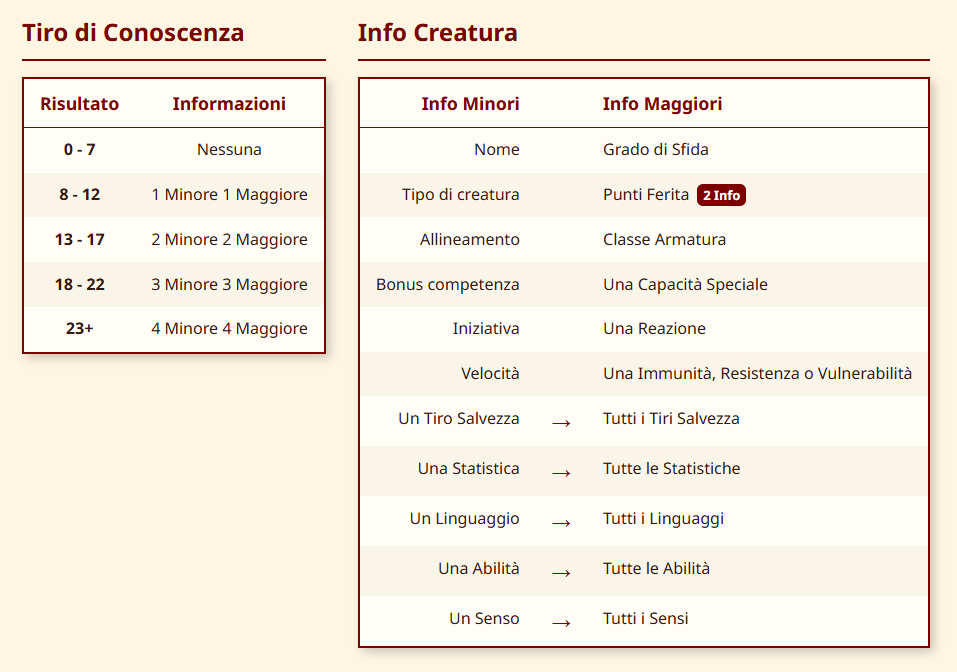 Tiro di Conoscenza
Risultato Informazioni
0 - 7 Nessuna
8 - 12 1 Minore 1 Maggiore
13 - 17 2 Minore 2 Maggiore
18 - 22 3 Minore 3 Maggiore
23+ 4 Minore 4 Maggiore
Info Creatura
Info Minori Info Maggiori
Nome Grado di Sfida
Tipo di creatura Punti Ferita 2 Info
Allineamento Classe Armatura
Bonus competenza Una Capacità Speciale
Iniziativa Una Reazione
Velocità Una Immunità, Resistenza o Vulnerabilità
Un Tiro Salvezza → Tutti i Tiri Salvezza
Una Statistica → Tutte le Statistiche
Un Linguaggio → Tutti i Linguaggi
Una Abilità → Tutte le Abilità
Un Senso → Tutti i Sensi